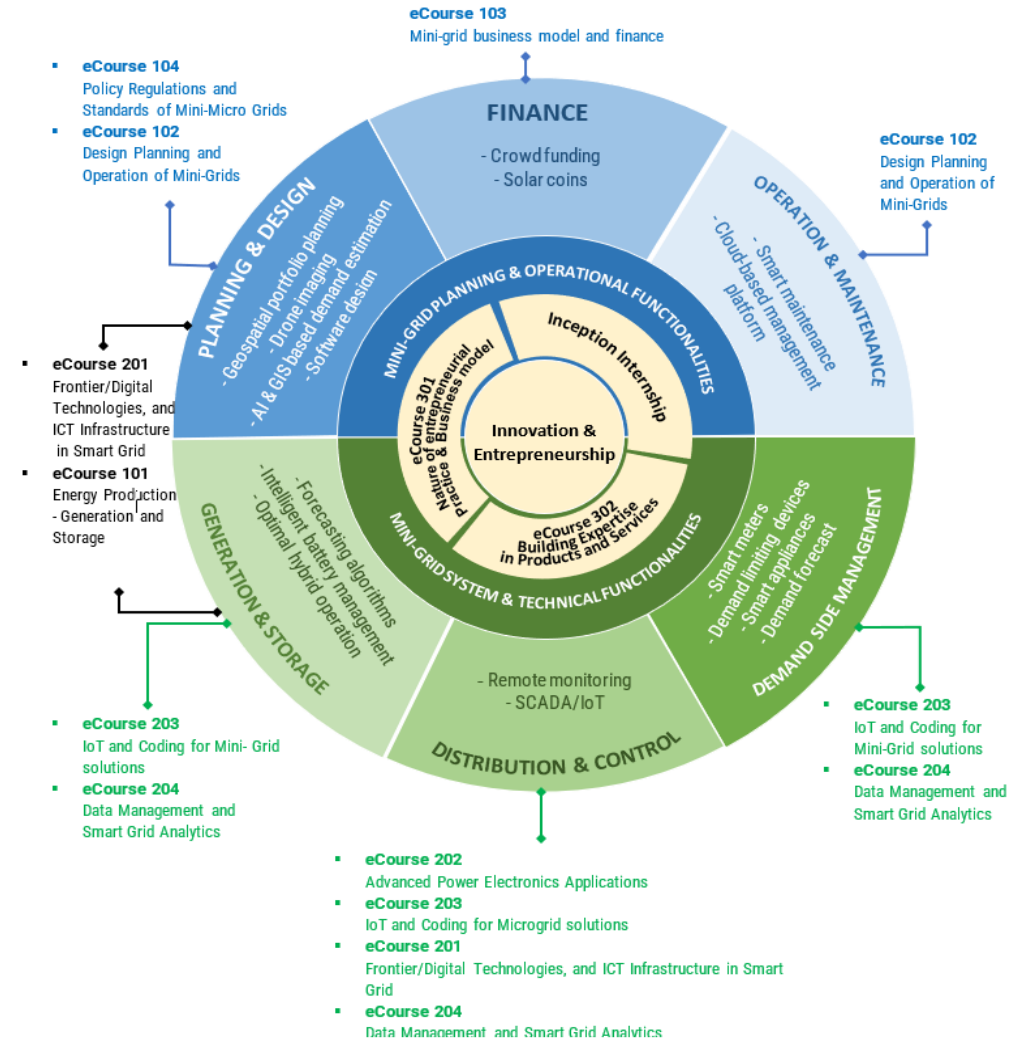 eCourse 103
Mini-grid business model and finance
▪ eCourse 104
Policy Regulations and
Standards of Mini-Micro Grids
▪ eCourse 102
Design Planning and
Operation of Mini-Grids
eCourse 102
Design Planning
and Operation of
Mini-Grids
FINANCE
- Crowdfunding
- Solar coins
PLANNING & DESIGN
- Geospatial portfolio planning
- Drone imaging
- AI & GIS based demand estimation
- Software design
OPERATION & MAINTENANCE
- Smart maintenance
- Cloud-based management
platform
MINI-GRID PLANNING & OPERATIONAL FUNCTIONALITIES
Inception Internship
eCourse 301
Nature of entrepreneurial
Practice & Business model
Innovation &
Entrepreneurship
eCourse 302
Building Expertise
in Products and Services
MINI-GRID SYSTEM & TECHNICAL FUNCTIONALITIES
▪ eCourse 201
Frontier/Digital
Technologies, and
ICT Infrastructure
in Smart Grid
▪ eCourse 101
Energy Production
- Generation and
Storage
GENERATION & STORAGE
- Forecasting algorithms
- Intelligent battery management
- Optimal hybrid operation
- Remote monitoring
- SCADA/IoT
DISTRIBUTION & CONTROL
- Smart meters
- Demand limiting devices
- Smart appliances
- Demand forecast
DEMAND SIDE MANAGEMENT
▪ eCourse 203
IoT and Coding for Mini- Grid
solutions
▪ eCourse 204
Data Management and
Smart Grid Analytics
▪ eCourse 203
IoT and Coding for
Mini-Grid solutions
▪ eCourse 204
Data Management and
Smart Grid Analytics
▪ eCourse 202
Advanced Power Electronics Applications
▪ eCourse 203
IoT and Coding for Microgrid solutions
▪ eCourse 201
Frontier/Digital Technologies, and ICT Infrastructure in Smart
Grid
▪ eCourse 204
Data Management and Smart Grid Analytics